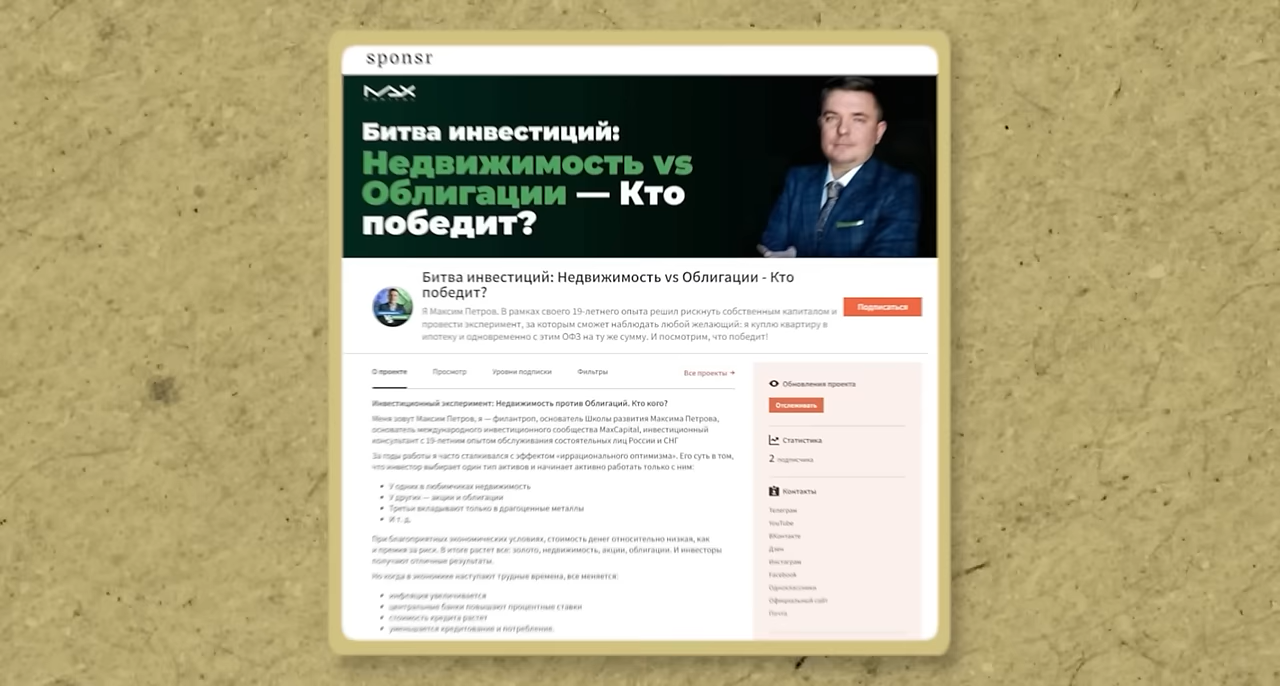 sponsr
MAX
CAPITAL
Битва инвестиций:
Недвижимость vs
Облигации — Кто
победит?
Битва инвестиций: Недвижимость vs Облигации - Кто
победит?
Я Максим Петров. В рамках своего 19-летнего опыта решил рискнуть собственным капиталом и
провести эксперимент, за которым сможет наблюдать любой желающий: я куплю квартиру в
ипотеку и одновременно с этим ОФЗ на ту же сумму. И посмотрим, что победит!
Подписаться
О проекте Просмотр Уровни подписки Фильтры Все проекты →
Инвестиционный эксперимент: Недвижимость против Облигаций. Кто кого?
Меня зовут Максим Петров, я — филантроп, основатель Школы развития Максима Петрова,
основатель международного инвестиционного сообщества MaxCapital, инвестиционный
консультант с 19-летним опытом обслуживания состоятельных лиц России и СНГ
За годы работы я часто сталкивался с эффектом «иррационального оптимизма». Его суть в том,
что инвестор выбирает один тип активов и начинает активно работать только с ним:
• У одних в любимчиках недвижимость
• У других — акции и облигации
• Третьи вкладывают только в драгоценные металлы
• И т. д.
При благоприятных экономических условиях, стоимость денег относительно низкая, как
и премия за риск. В итоге растет все: золото, недвижимость, акции, облигации. И инвесторы
получают отличные результаты.
Но когда в экономике наступают трудные времена, все меняется:
• инфляция увеличивается
• центральные банки повышают процентные ставки
• стоимость кредита растет
• уменьшается кредитование и потребление.
Обновления проекта
Отслеживать
Статистика
2 подписчика
Контакты
Телеграм
YouTube
ВКонтакте
Дзен
Инстаграм
Facebook
Одноклассники
Официальный сайт
Почта